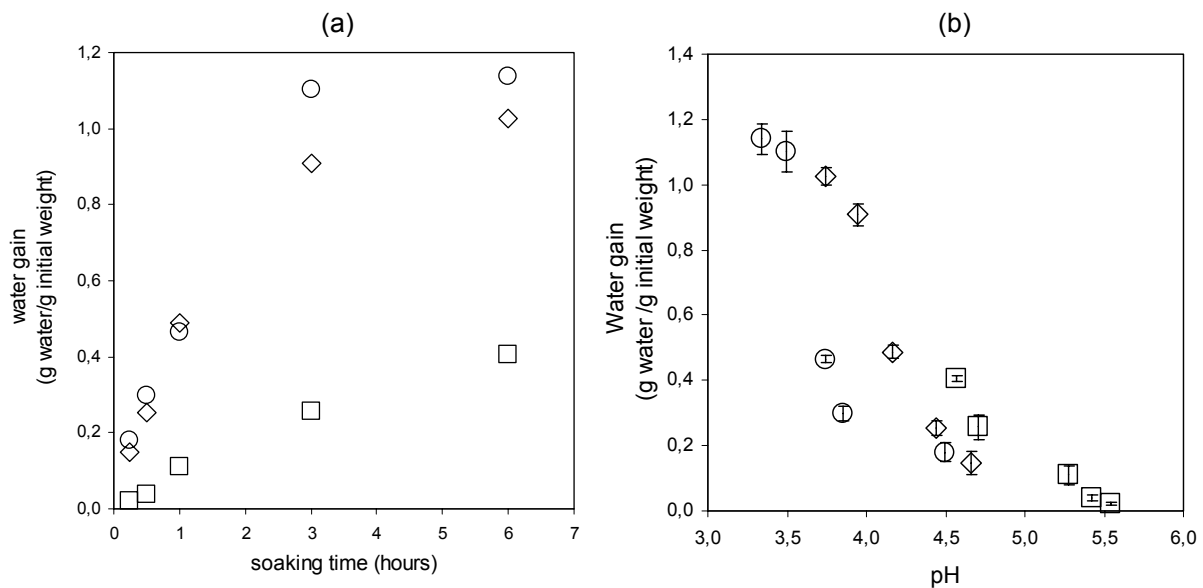 (a)
1,2
1,0
0,8
0,6
0,4
0,2
0,0
water gain
(g water/g initial weight)
0 1 2 3 4 5 6 7
soaking time (hours)
(b)
1,4
1,2
1,0
0,8
0,6
0,4
0,2
0,0
Water gain
(g water /g initial weight)
3,0 3,5 4,0 4,5 5,0 5,5 6,0
pH